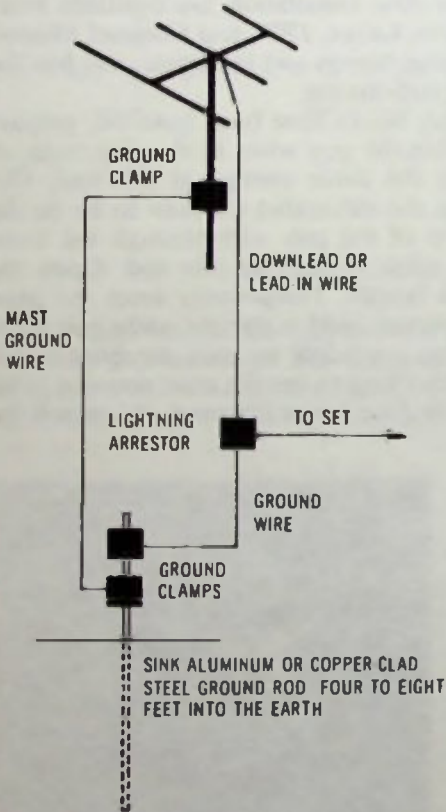 GROUND
CLAMP
DOWNLEAD OR
LEAD IN WIRE
MAST
GROUND
WIRE
LIGHTNING
ARRESTOR
TO SET
GROUND
WIRE
GROUND
CLAMPS
SINK ALUMINUM OR COPPER CLAD
STEEL GROUND ROD FOUR TO EIGHT
FEET INTO THE EARTH